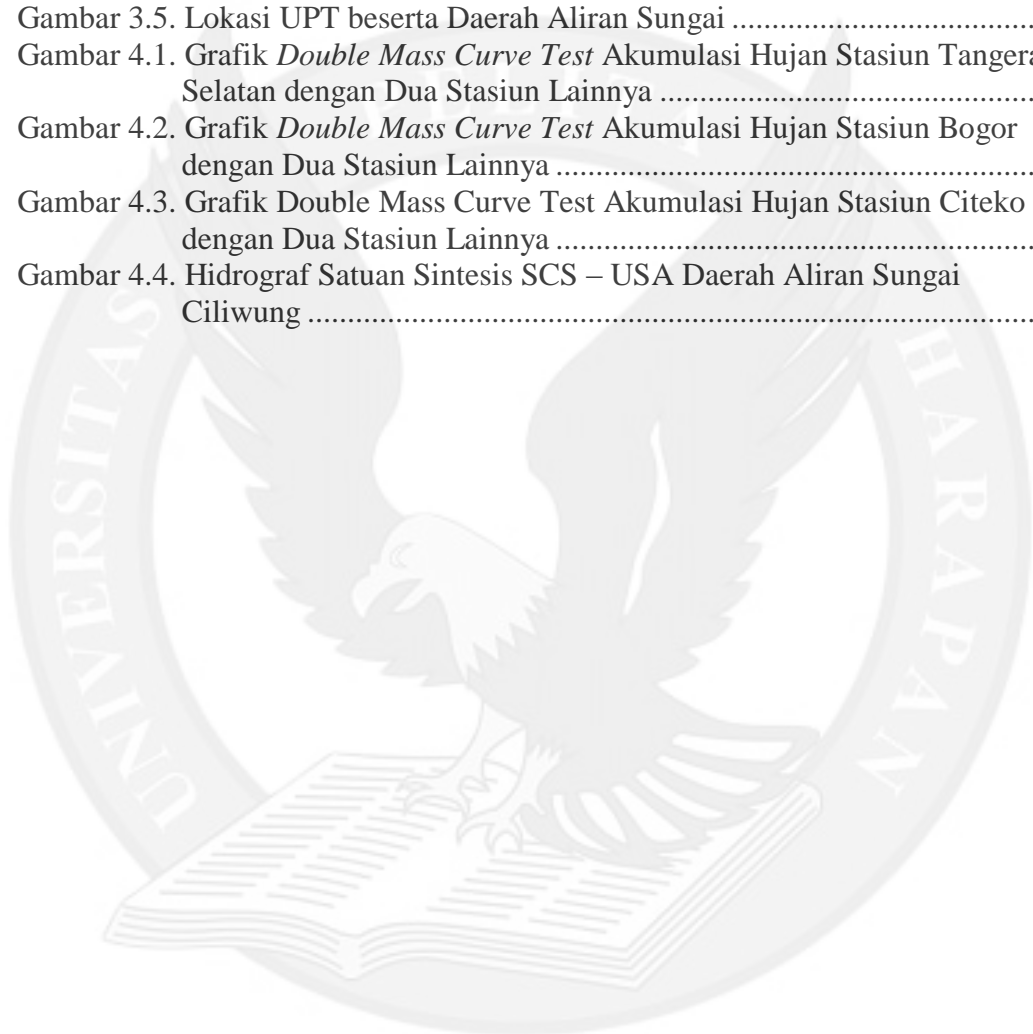 Gambar 3.5. Lokasi UPT beserta Daerah Aliran Sungai ....................................
Gambar 4.1. Grafik Double Mass Curve Test Akumulasi Hujan Stasiun Tangera
Selatan dengan Dua Stasiun Lainnya .............................................
Gambar 4.2. Grafik Double Mass Curve Test Akumulasi Hujan Stasiun Bogor
dengan Dua Stasiun Lainnya .........................................................
Gambar 4.3. Grafik Double Mass Curve Test Akumulasi Hujan Stasiun Citeko
dengan Dua Stasiun Lainnya .........................................................
Gambar 4.4. Hidrograf Satuan Sintesis SCS – USA Daerah Aliran Sungai
Ciliwung ...........................................................................................
UNIVERSITAS PELITA HARAPAN